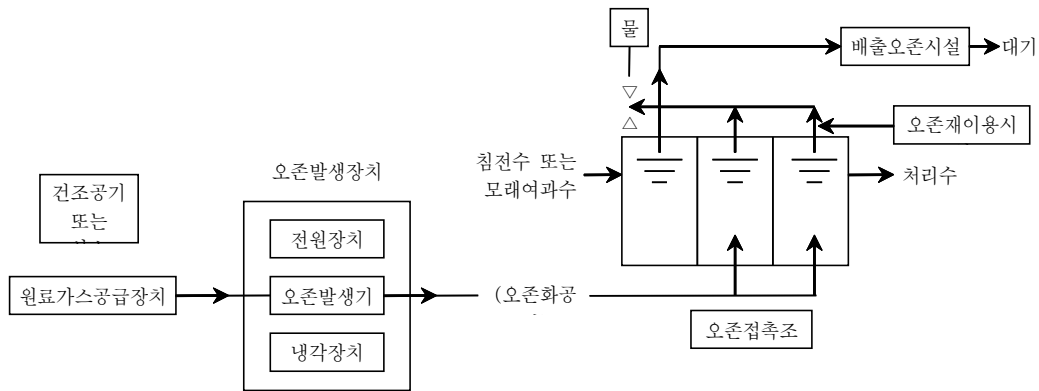 물
배출오존시설
대기
오존재이용시
침전수 또는
모래여과수
처리수
오존발생장치
건조공기
또는
전원장치
원료가스공급장치
오존발생기
(오존화공
냉각장치
오존접촉조